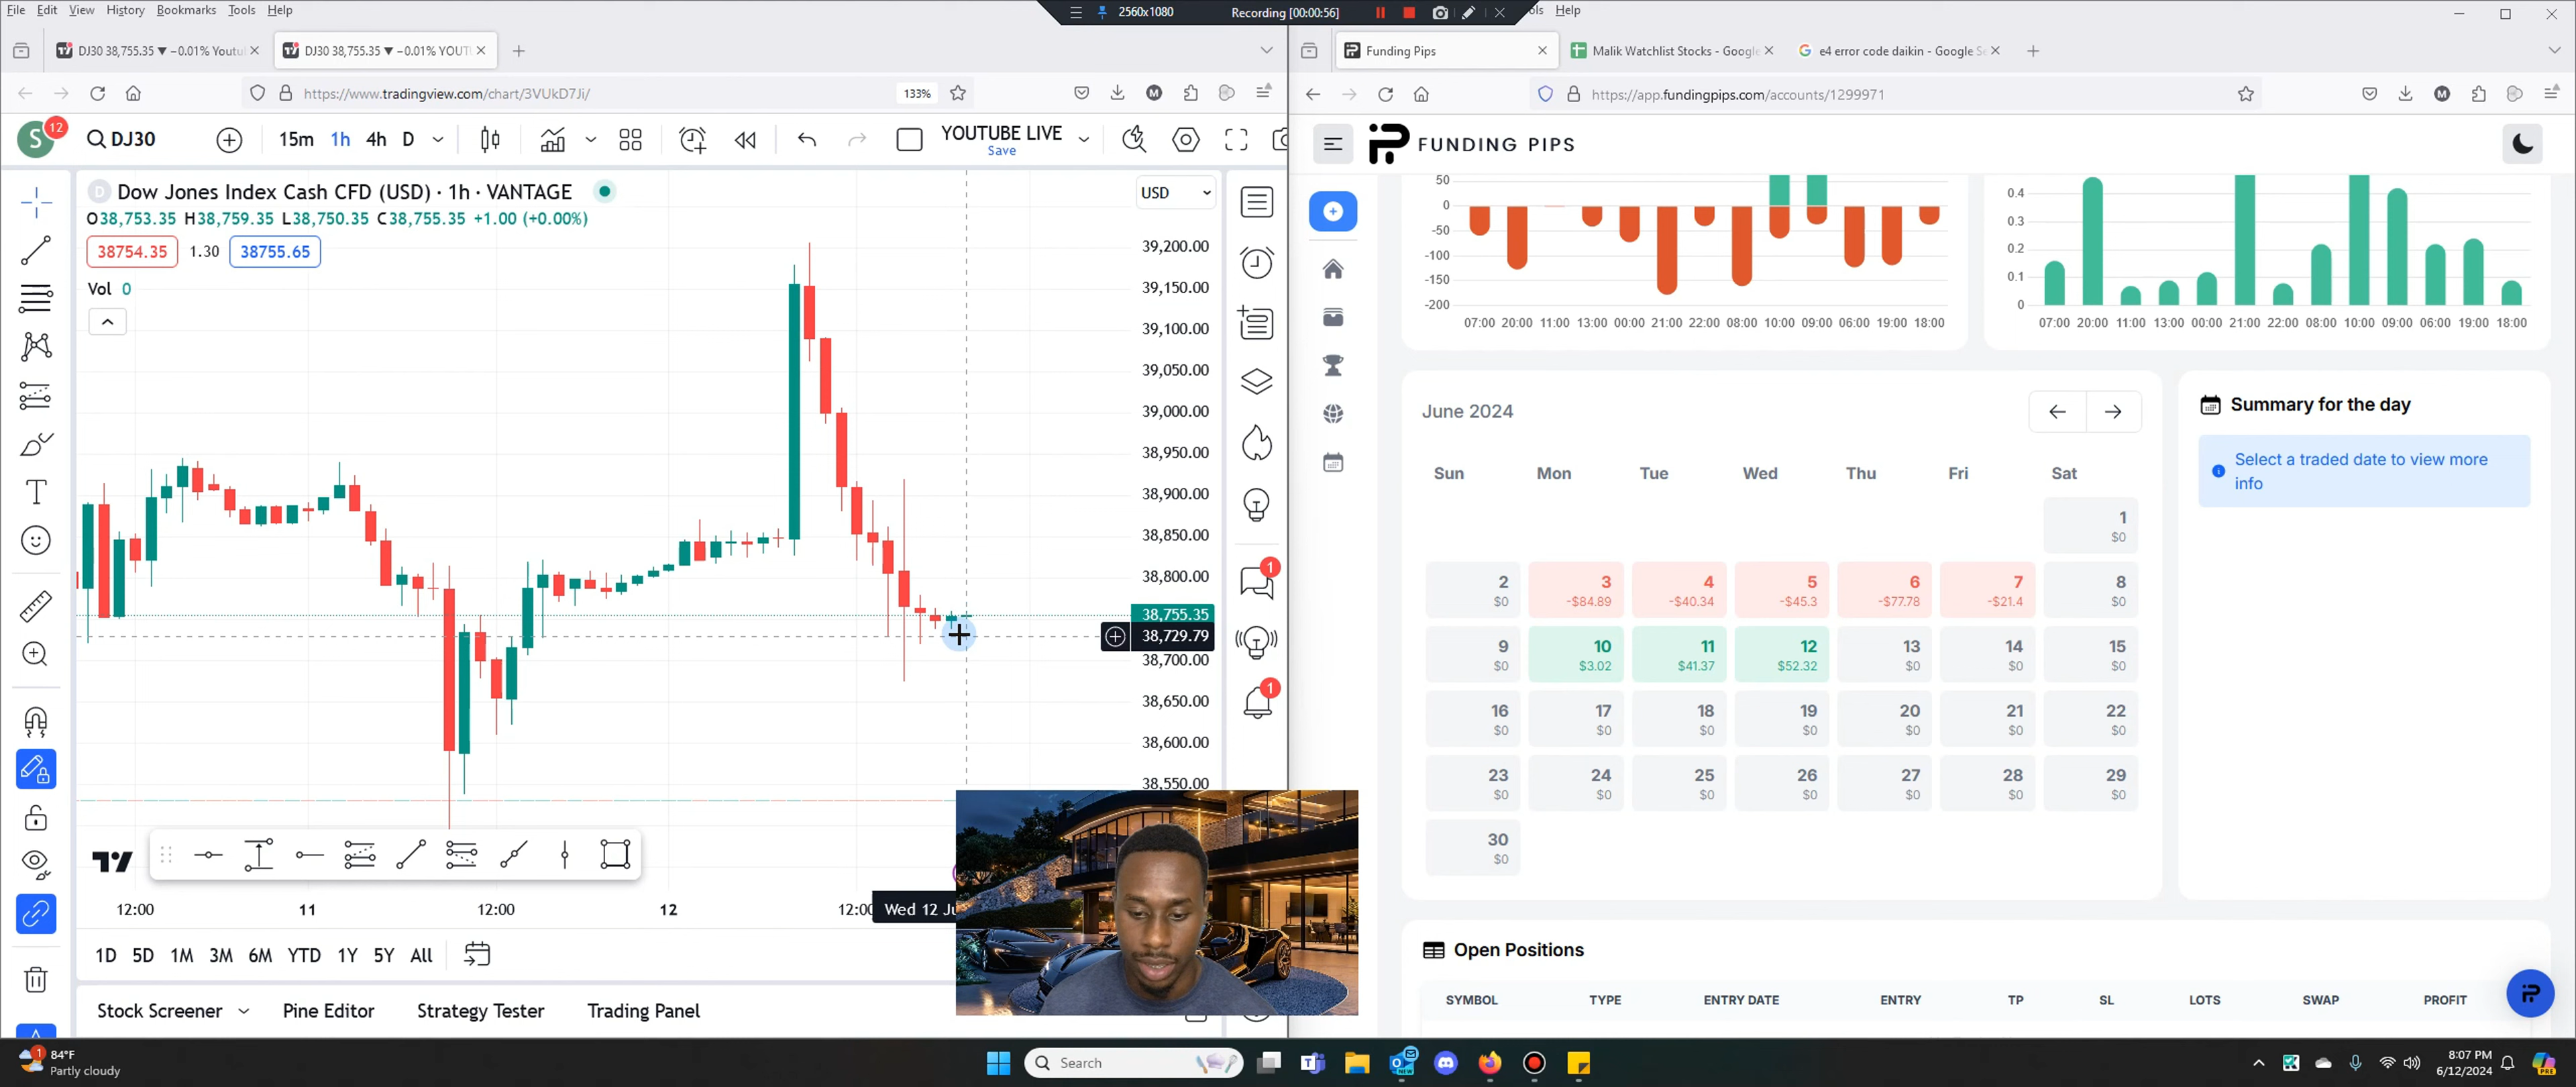 File Edit View History Bookmarks Tools Help
2560x1080 Recording [00:00:56]
ols Help
DJ30 38,755.35 ▼ −0.01% Youtu
DJ30 38,755.35 ▼ −0.01% YOUT
Funding Pips
Malik Watchlist Stocks - Google
e4 error code daikin - Google Se
https://www.tradingview.com/chart/3VUkD7Ji/
133%
https://app.fundingpips.com/accounts/1299971
S 12
DJ30
15m 1h 4h D
YOUTUBE LIVE
Save
FUNDING PIPS
D Dow Jones Index Cash CFD (USD) · 1h · VANTAGE
USD
O38,753.35 H38,759.35 L38,750.35 C38,755.35 +1.00 (+0.00%)
38754.35 1.30 38755.65
Vol 0
39,200.00
39,150.00
39,100.00
39,050.00
39,000.00
38,950.00
38,900.00
38,850.00
38,800.00
38,755.35
38,729.79
38,700.00
38,650.00
38,600.00
38,550.00
12:00 11 12:00 12 12:00 Wed 12 Ju
1D 5D 1M 3M 6M YTD 1Y 5Y All
Stock Screener Pine Editor Strategy Tester Trading Panel
1
1
50
0
-50
-100
-150
-200
07:00 20:00 11:00 13:00 00:00 21:00 22:00 08:00 10:00 09:00 06:00 19:00 18:00
0.4
0.3
0.2
0.1
0
07:00 20:00 11:00 13:00 00:00 21:00 22:00 08:00 10:00 09:00 06:00 19:00 18:00
June 2024
Sun Mon Tue Wed Thu Fri Sat
1
$0
2 3 4 5 6 7 8
$0 -$84.89 -$40.34 -$45.3 -$77.78 -$21.4 $0
9 10 11 12 13 14 15
$0 $3.02 $41.37 $52.32 $0 $0 $0
16 17 18 19 20 21 22
$0 $0 $0 $0 $0 $0 $0
23 24 25 26 27 28 29
$0 $0 $0 $0 $0 $0 $0
30
$0
Summary for the day
Select a traded date to view more
info
Open Positions
SYMBOL TYPE ENTRY DATE ENTRY TP SL LOTS SWAP PROFIT
1
84°F
Partly cloudy
Search
NEW
8:07 PM
6/12/2024
PRE